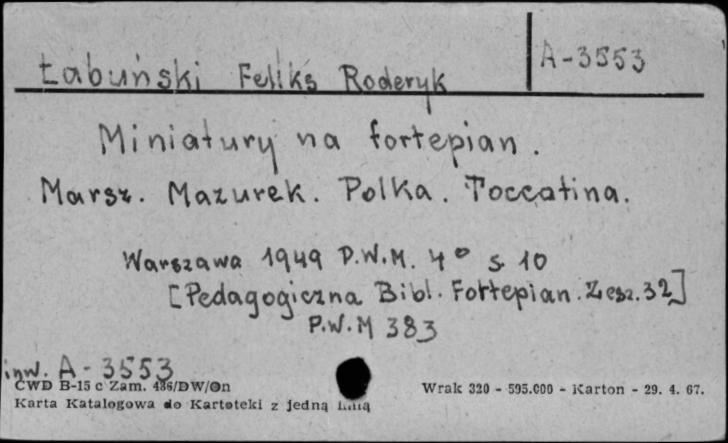 A-3553
Łabuński Feliks Roderyk
Miniatury na fortepian.
Marsz. Mazurek. Polka. Toccatina.
Warszawa 1949 P.W.M. 4° s. 10
[Pedagogiczna Bibl. Fortepian. Zesz. 32]
P.W.M 383
inw. A - 3553
CWD B-15 c Zam. 486/DW/On
Wrak 320 - 595.000 - Karton - 29. 4. 67.
Karta Katalogowa do Kartoteki z jedną linią